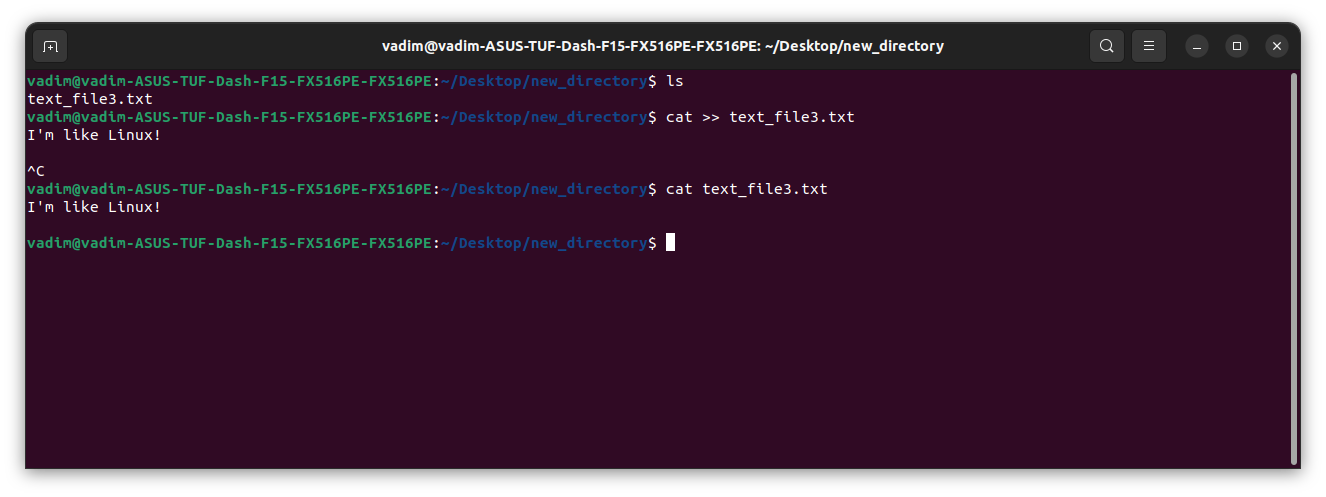 vadim@vadim-ASUS-TUF-Dash-F15-FX516PE-FX516PE: ~/Desktop/new_directory
vadim@vadim-ASUS-TUF-Dash-F15-FX516PE-FX516PE:~/Desktop/new_directory$ ls
text_file3.txt
vadim@vadim-ASUS-TUF-Dash-F15-FX516PE-FX516PE:~/Desktop/new_directory$ cat >> text_file3.txt
I'm like Linux!
^C
vadim@vadim-ASUS-TUF-Dash-F15-FX516PE-FX516PE:~/Desktop/new_directory$ cat text_file3.txt
I'm like Linux!
vadim@vadim-ASUS-TUF-Dash-F15-FX516PE-FX516PE:~/Desktop/new_directory$